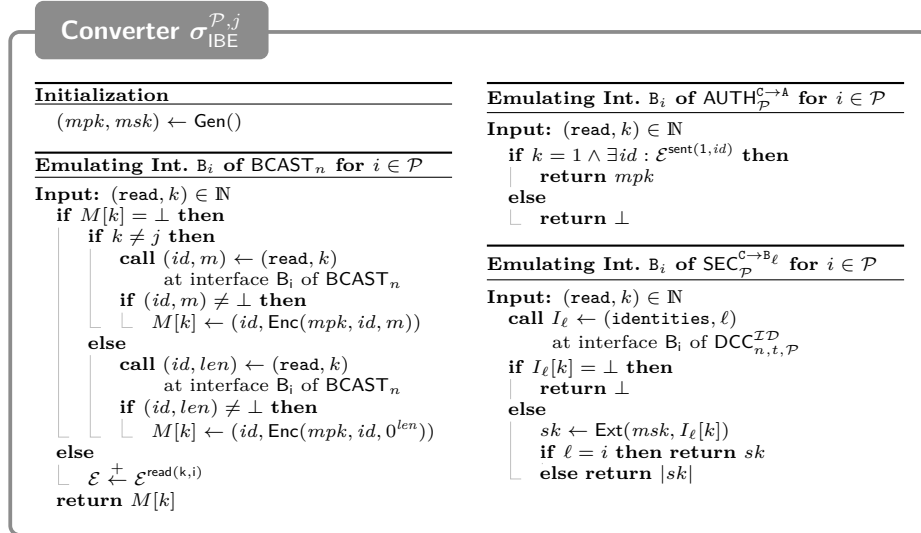 Converter σ_IBE^{𝒫,j}
Initialization
(mpk, msk) ← Gen()
Emulating Int. B_i of BCAST_n for i ∈ 𝒫
Input: (read, k) ∈ ℕ
if M[k] = ⊥ then
if k ≠ j then
call (id, m) ← (read, k)
at interface B_i of BCAST_n
if (id, m) ≠ ⊥ then
M[k] ← (id, Enc(mpk, id, m))
else
call (id, len) ← (read, k)
at interface B_i of BCAST_n
if (id, len) ≠ ⊥ then
M[k] ← (id, Enc(mpk, id, 0^{len}))
else
ℰ ←^+ ℰ^{read(k,i)}
return M[k]
Emulating Int. B_i of AUTH_𝒫^{C→A} for i ∈ 𝒫
Input: (read, k) ∈ ℕ
if k = 1 ∧ ∃id : ℰ^{sent(1,id)} then
return mpk
else
return ⊥
Emulating Int. B_i of SEC_𝒫^{C→B_ℓ} for i ∈ 𝒫
Input: (read, k) ∈ ℕ
call I_ℓ ← (identities, ℓ)
at interface B_i of DCC_{n,t,𝒫}^{ℐ𝒟}
if I_ℓ[k] = ⊥ then
return ⊥
else
sk ← Ext(msk, I_ℓ[k])
if ℓ = i then return sk
else return |sk|